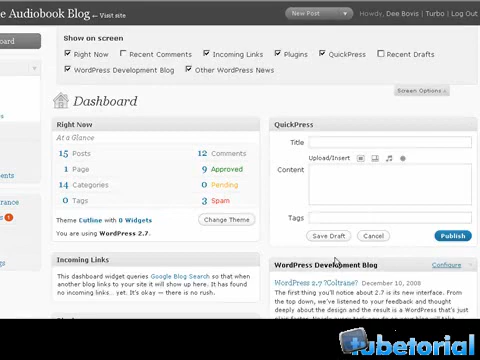 e Audiobook Blog ← Visit site
New Post
Howdy, Dee Bovis | Turbo | Log Out
Show on screen
Right Now Recent Comments Incoming Links Plugins QuickPress Recent Drafts
WordPress Development Blog Other WordPress News
Screen Options
Dashboard
Right Now
At a Glance
15 Posts 12 Comments
1 Page 9 Approved
14 Categories 0 Pending
0 Tags 3 Spam
Theme Cutline with 0 Widgets
Change Theme
You are using WordPress 2.7.
Incoming Links
This dashboard widget queries Google Blog Search so that when
another blog links to your site it will show up here. It has
found no incoming links… yet. It's okay — there is no rush.
QuickPress
Title
Upload/Insert
Content
Tags
Save Draft Cancel Publish
WordPress Development Blog Configure
WordPress 2.7 ?Coltrane? December 10, 2008
The first thing you'll notice about 2.7 is its new interface. From
the top down, we've listened to your feedback and thought
deeply about the design and the result is a WordPress that's just
tubetorial